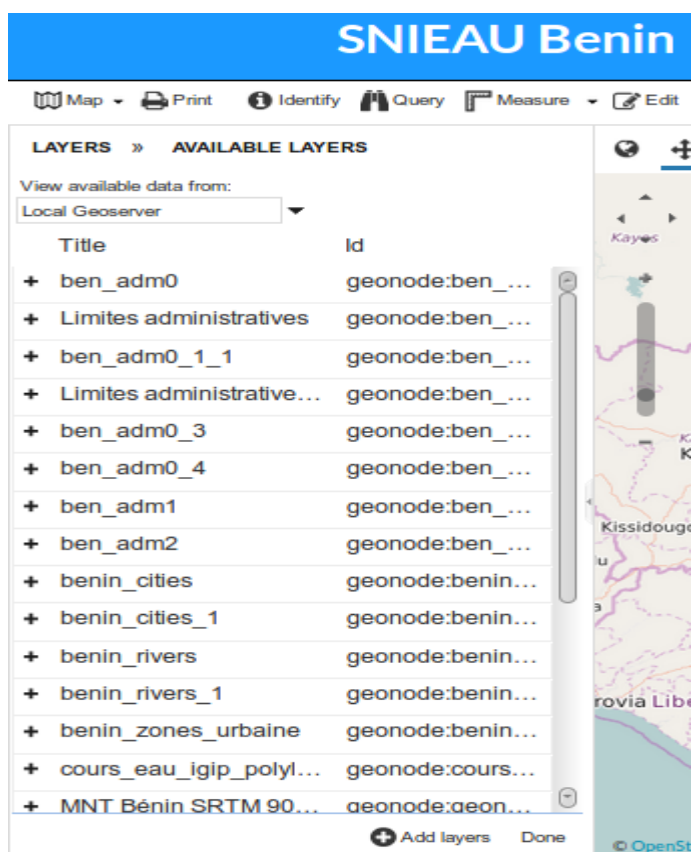 SNIEAU Benin
Map Print Identify Query Measure Edit
LAYERS » AVAILABLE LAYERS
View available data from:
Local Geoserver
Title Id
+ ben_adm0 geonode:ben_...
+ Limites administratives geonode:ben_...
+ ben_adm0_1_1 geonode:ben_...
+ Limites administrative... geonode:ben_...
+ ben_adm0_3 geonode:ben_...
+ ben_adm0_4 geonode:ben_...
+ ben_adm1 geonode:ben_...
+ ben_adm2 geonode:ben_...
+ benin_cities geonode:benin...
+ benin_cities_1 geonode:benin...
+ benin_rivers geonode:benin...
+ benin_rivers_1 geonode:benin...
+ benin_zones_urbaine geonode:benin...
+ cours_eau_igip_polyl... geonode:cours...
+ MNT Bénin SRTM 90... geonode:geon...
Add layers Done
Kayes
K
K
Kissidoug
u
a
rovia Libe
© OpenSt